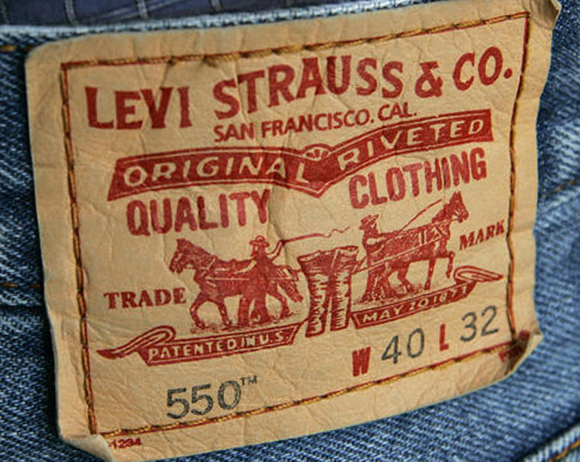 LEVI STRAUSS & CO.
SAN FRANCISCO, CAL.
ORIGINAL RIVETED
QUALITY CLOTHING
TRADE MARK
PATENTED IN U.S. MAY 20 1873
W 40 L 32
550™
1234